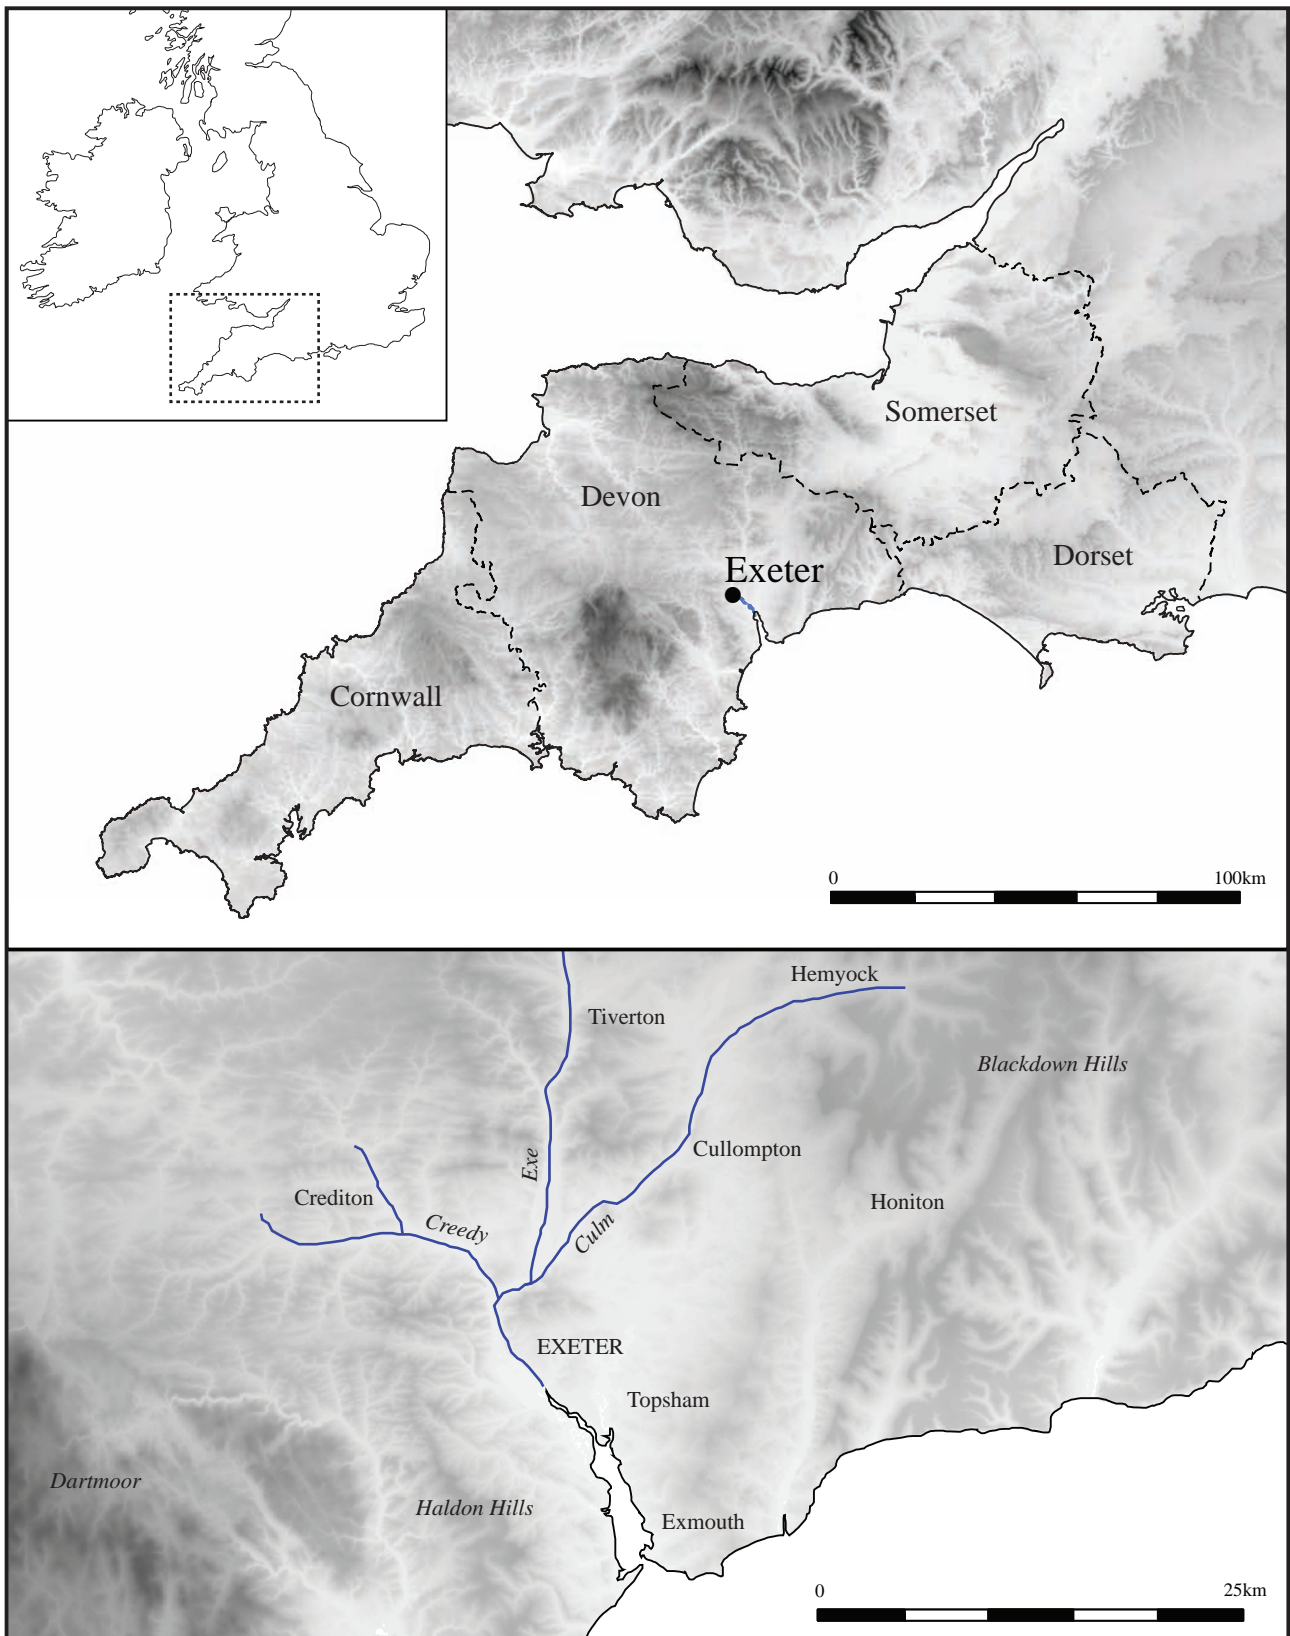 Somerset
Devon
Dorset
Exeter
Cornwall
0
100km
Hemyock
Tiverton
Blackdown Hills
Exe
Cullompton
Crediton
Honiton
Creedy
Culm
EXETER
Topsham
Dartmoor
Haldon Hills
Exmouth
0
25km